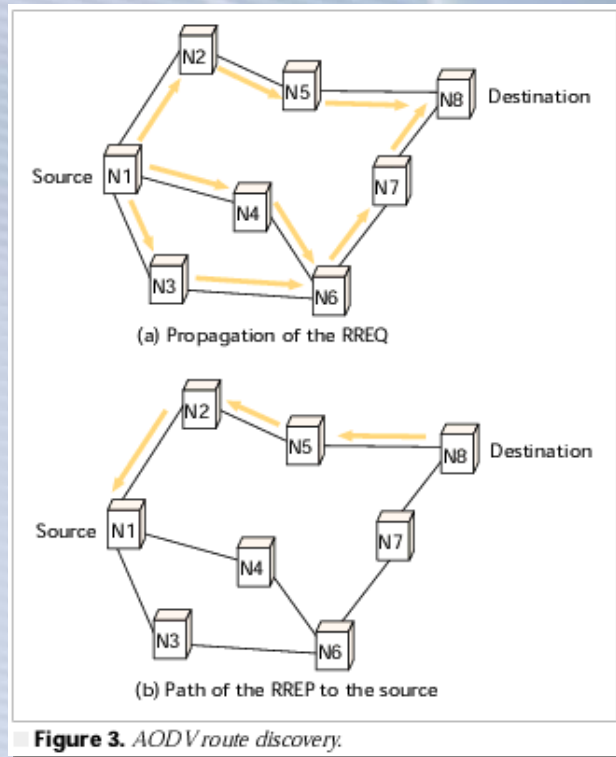 N2
N5
N8 Destination
Source N1
N7
N4
N3
N6
(a) Propagation of the RREQ
N2
N5
N8 Destination
Source N1
N7
N4
N3
N6
(b) Path of the RREP to the source
Figure 3. AODV route discovery.